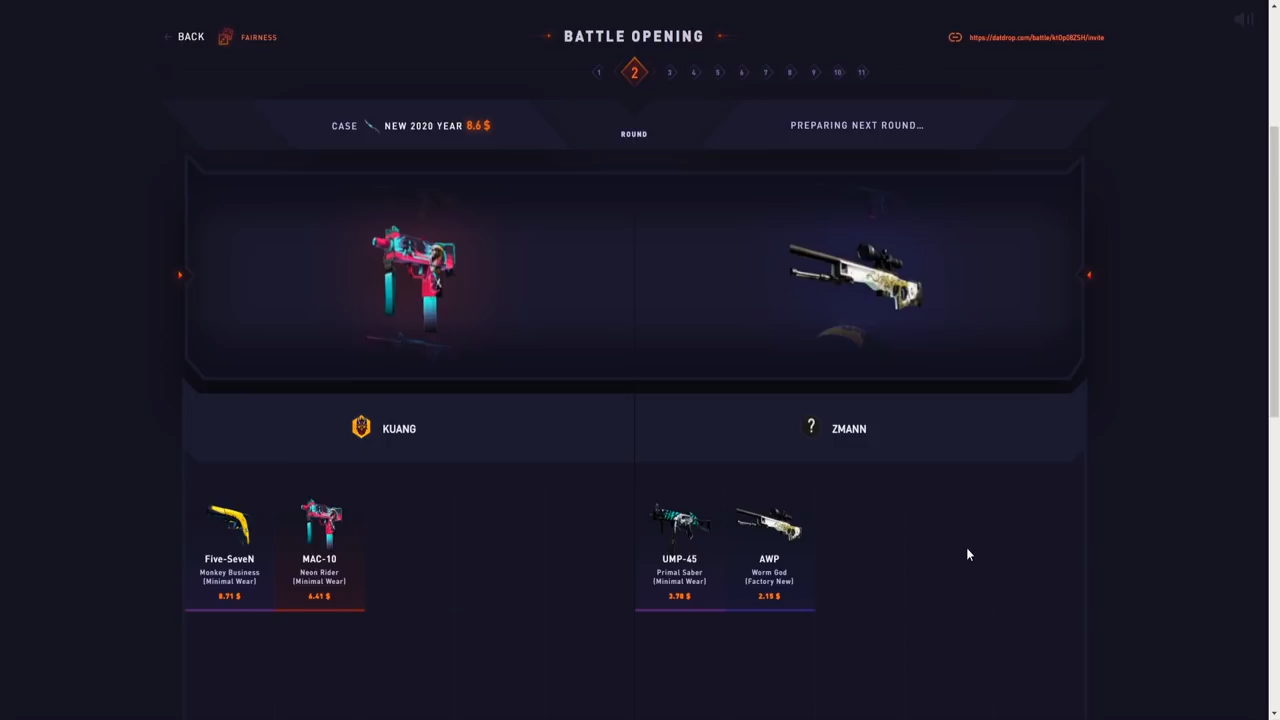 BACK
FAIRNESS
BATTLE OPENING
https://datdrop.com/battle/kt0p08ZSH/invite
1 2 3 4 5 6 7 8 9 10 11
CASE NEW 2020 YEAR 8.6 $
ROUND
PREPARING NEXT ROUND...
KUANG
? ZMANN
Five-SeveN
Monkey Business
(Minimal Wear)
8.71 $
MAC-10
Neon Rider
(Minimal Wear)
6.41 $
UMP-45
Primal Saber
(Minimal Wear)
3.78 $
AWP
Worm God
(Factory New)
2.15 $